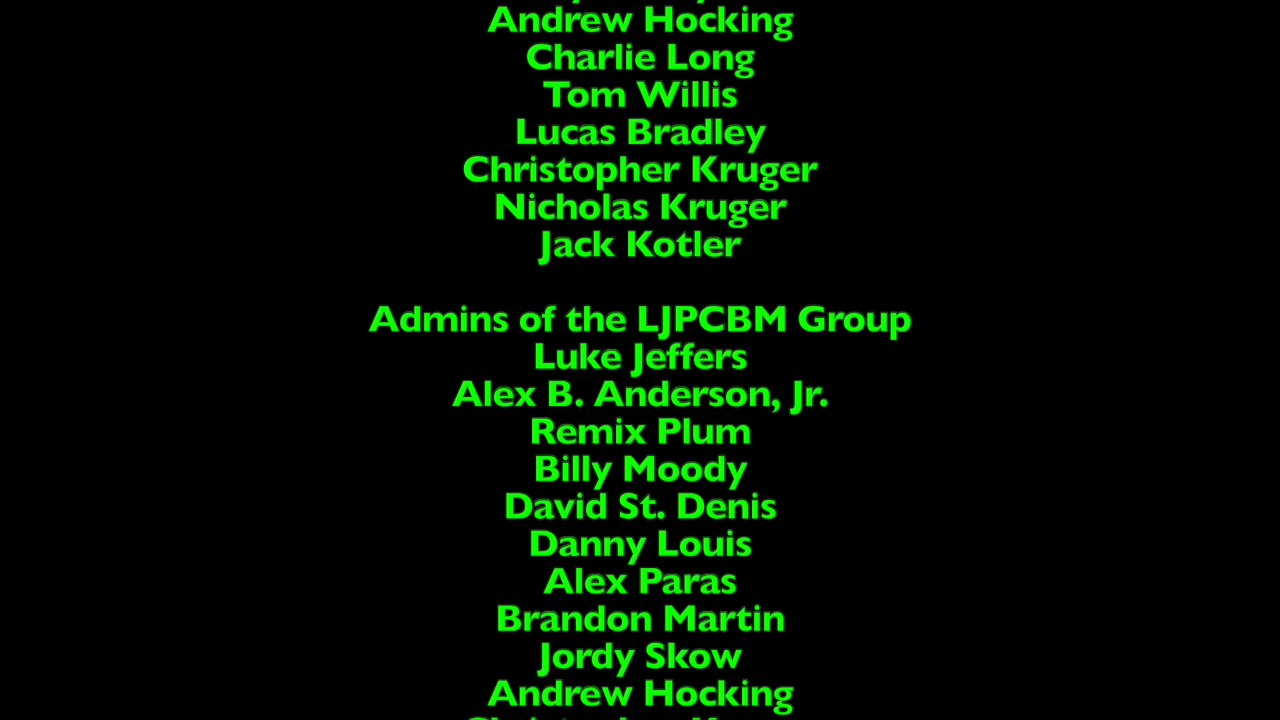 Andrew Hocking
Charlie Long
Tom Willis
Lucas Bradley
Christopher Kruger
Nicholas Kruger
Jack Kotler
Admins of the LJPCBM Group
Luke Jeffers
Alex B. Anderson, Jr.
Remix Plum
Billy Moody
David St. Denis
Danny Louis
Alex Paras
Brandon Martin
Jordy Skow
Andrew Hocking